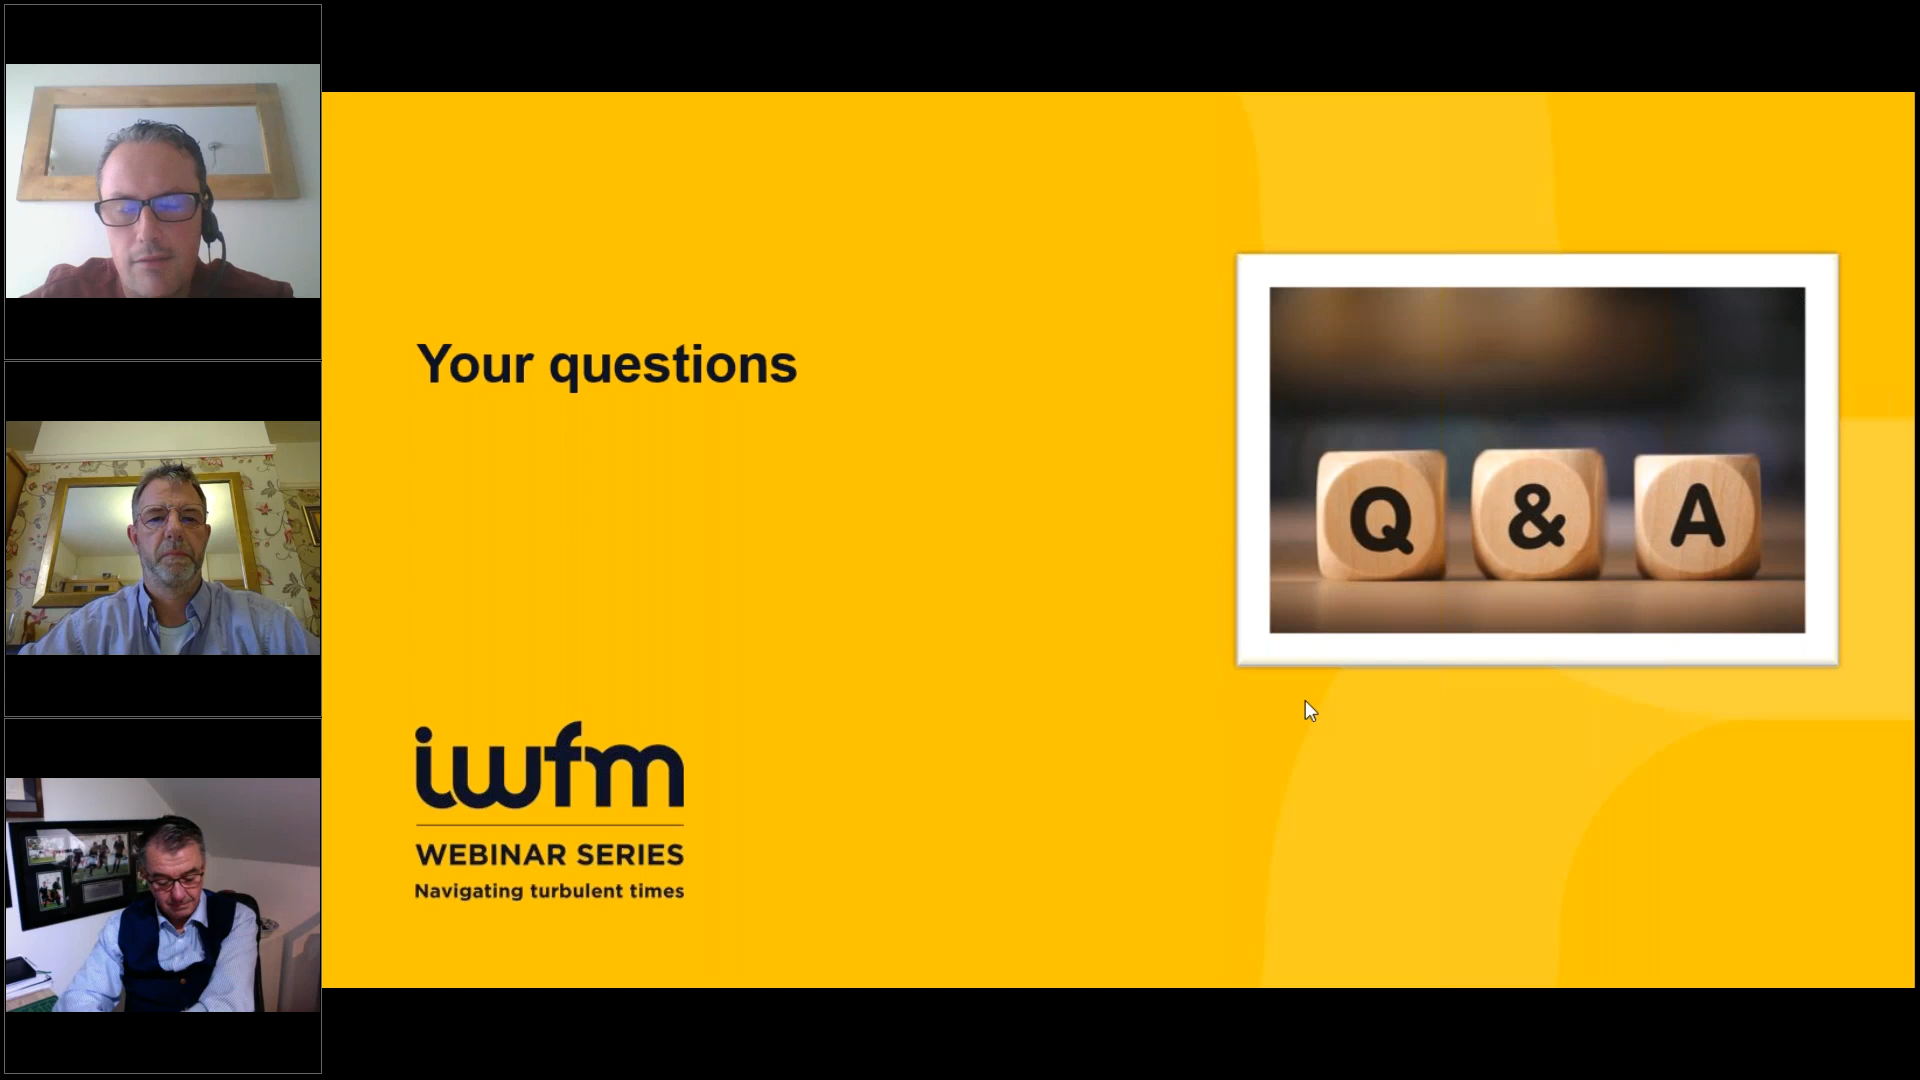 Your questions
Q & A
iwfm
WEBINAR SERIES
Navigating turbulent times